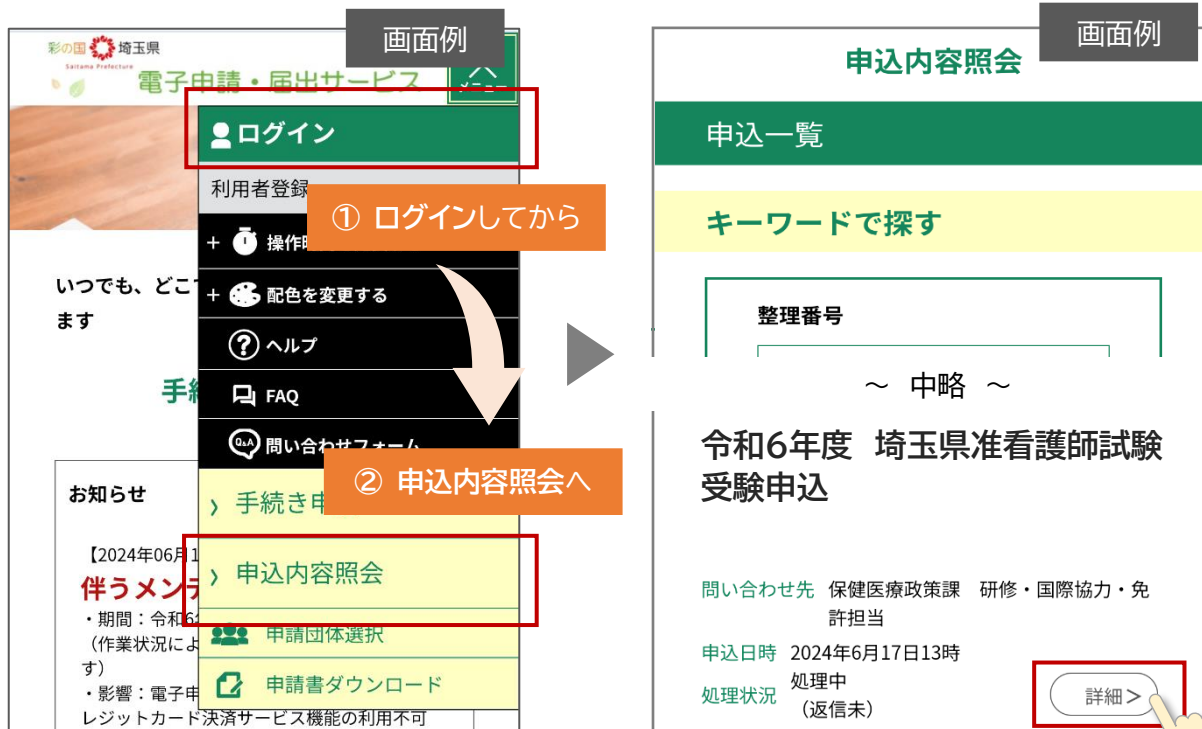 画面例
彩の国 埼玉県
Saitama Prefecture
電子申請・届出サービス
メニュー
ログイン
利用者登録
① ログインしてから
+ 操作時
+ 配色を変更する
いつでも、どこで
ます
ヘルプ
手続
FAQ
Q&A 問い合わせフォーム
② 申込内容照会へ
お知らせ
› 手続き申
【2024年06月1
› 申込内容照会
伴うメンテ
・期間：令和6年
（作業状況によ
す）
申請団体選択
申請書ダウンロード
・影響：電子申
レジットカード決済サービス機能の利用不可
画面例
申込内容照会
申込一覧
キーワードで探す
整理番号
～ 中略 ～
令和6年度 埼玉県准看護師試験
受験申込
問い合わせ先 保健医療政策課 研修・国際協力・免
許担当
申込日時 2024年6月17日13時
処理状況 処理中
（返信未）
詳細>